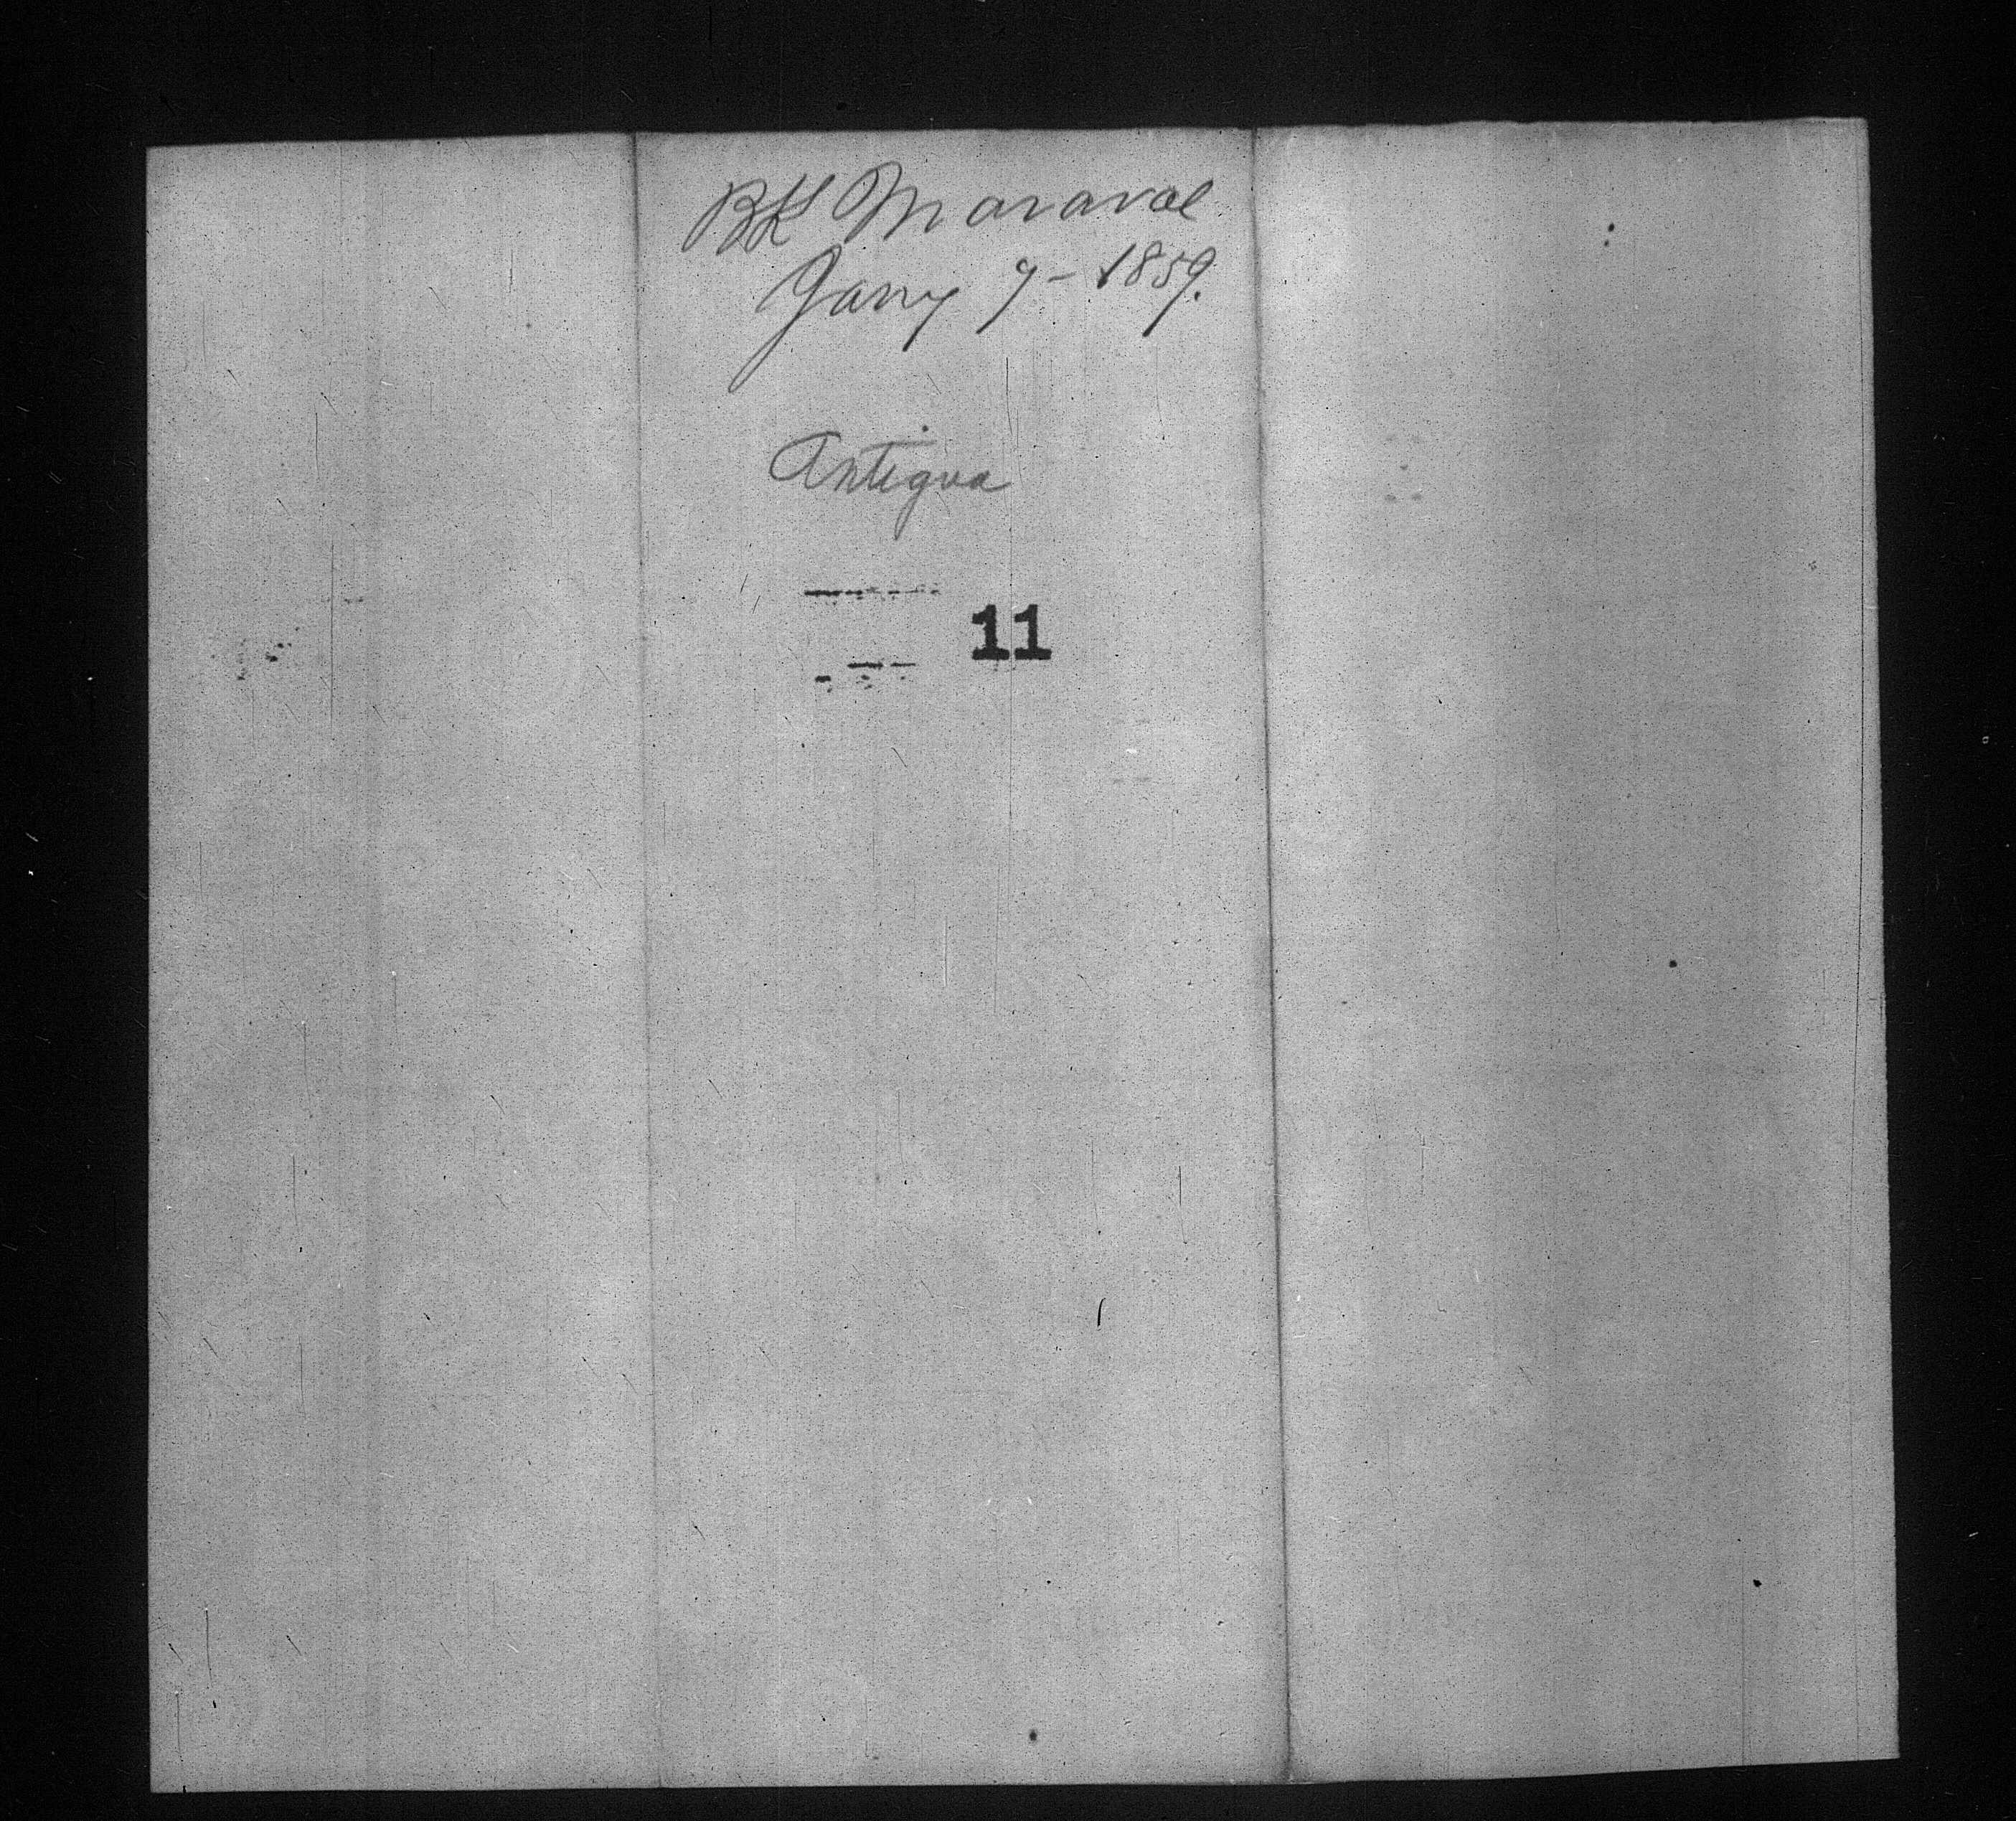 Bk Maraval
Jany 7 - 1859.
Antigua
11